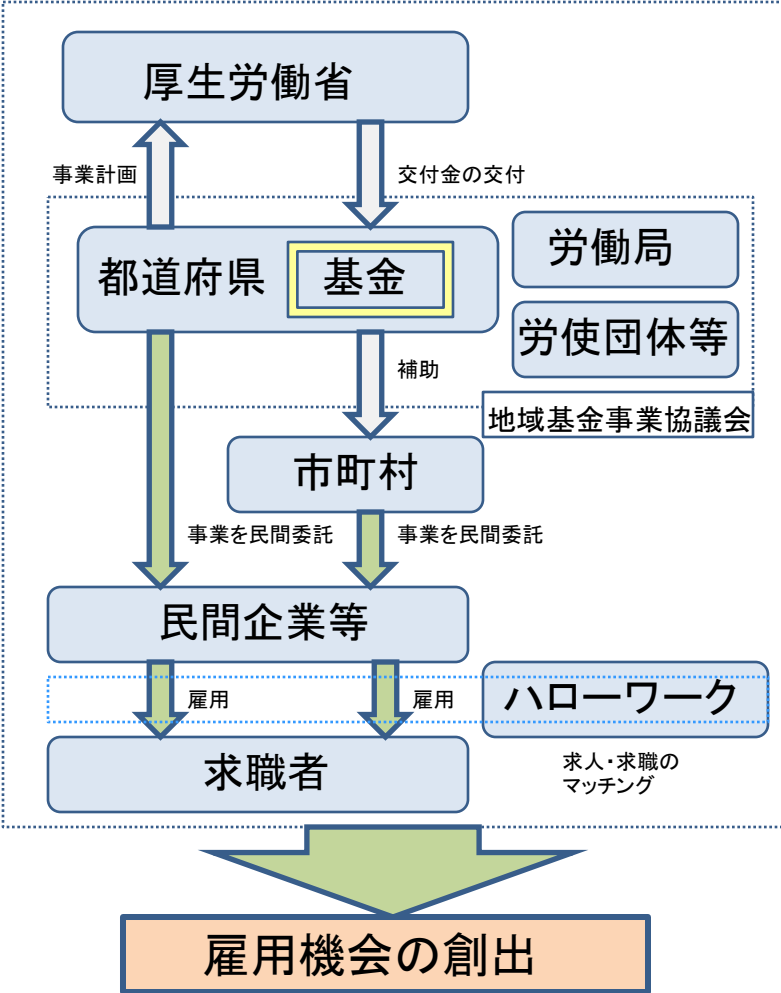 厚生労働省
事業計画
交付金の交付
都道府県
基金
労働局
労使団体等
補助
地域基金事業協議会
市町村
事業を民間委託
事業を民間委託
民間企業等
雇用
雇用
ハローワーク
求職者
求人・求職の
マッチング
雇用機会の創出